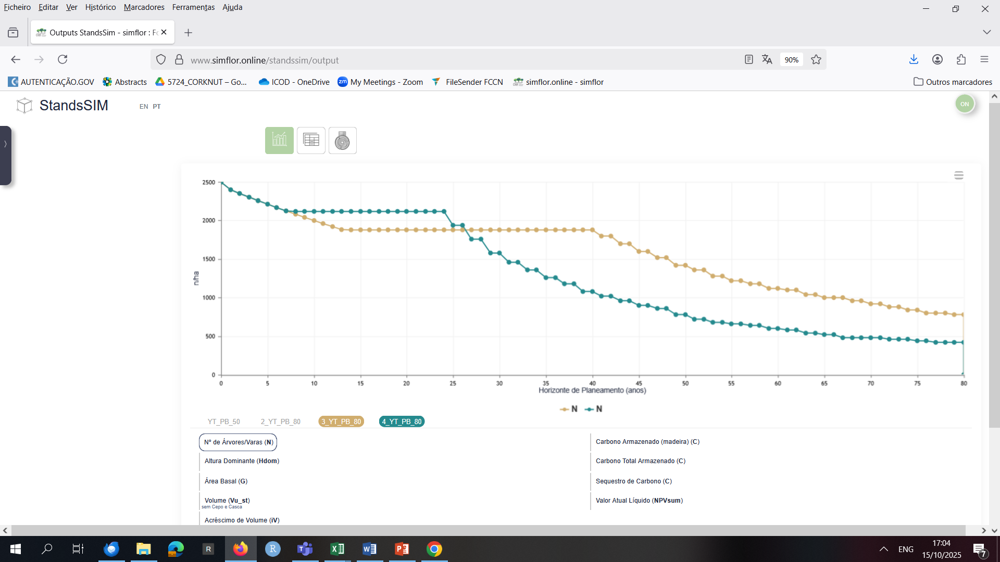 Ficheiro Editar Ver Histórico Marcadores Ferramentas Ajuda
Outputs StandsSim - simflor : Fo
www.simflor.online/standssim/output 90%
AUTENTICAÇÃO.GOV Abstracts 5724_CORKNUT – Go... ICOD - OneDrive zm My Meetings - Zoom FileSender FCCN simflor.online - simflor Outros marcadores
StandsSIM EN PT ON
2500
2000
1500
1000
500
0
n/ha
0 5 10 15 20 25 30 35 40 45 50 55 60 65 70 75 80
Horizonte de Planeamento (anos)
N N
YT_PB_50 2_YT_PB_80 3_YT_PB_80 4_YT_PB_80
Nº de Árvores/Varas (N) Carbono Armazenado (madeira) (C)
Altura Dominante (Hdom) Carbono Total Armazenado (C)
Área Basal (G) Sequestro de Carbono (C)
Volume (Vu_st) Valor Atual Líquido (NPVsum)
sem Cepo e Casca
Acréscimo de Volume (iV)
R R ENG 17:04
15/10/2025 7